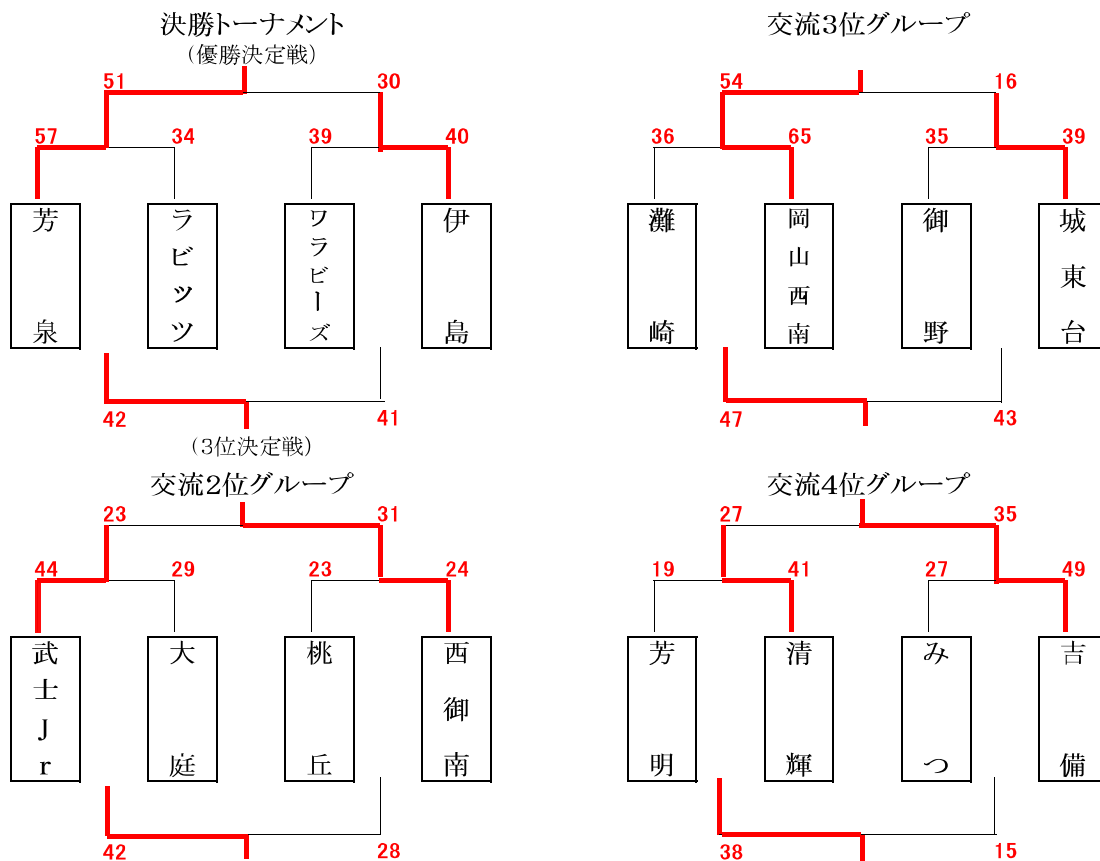 決勝トーナメント
(優勝決定戦)
51 30
57 34 39 40
芳泉 ラビッツ ワラビーズ 伊島
42 41
(3位決定戦)
交流3位グループ
54 16
36 65 35 39
灘崎 岡山西南 御野 城東台
47 43
交流2位グループ
23 31
44 29 23 24
武士Jr 大庭 桃丘 西御南
42 28
交流4位グループ
27 35
19 41 27 49
芳明 清輝 みつ 吉備
38 15